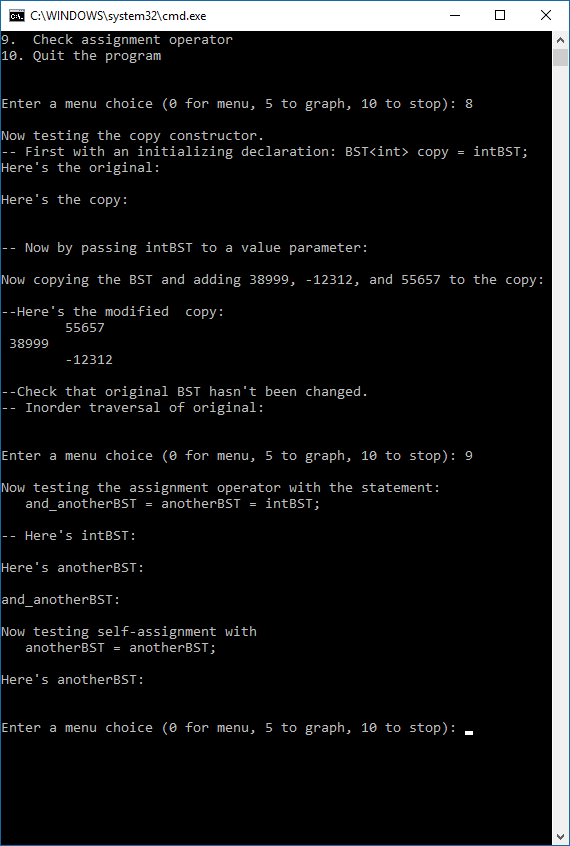 C:\WINDOWS\system32\cmd.exe
9.  Check assignment operator
10. Quit the program
Enter a menu choice (0 for menu, 5 to graph, 10 to stop): 8
Now testing the copy constructor.
-- First with an initializing declaration: BST<int> copy = intBST;
Here's the original:
Here's the copy:
-- Now by passing intBST to a value parameter:
Now copying the BST and adding 38999, -12312, and 55657 to the copy:
--Here's the modified  copy:
        55657
 38999
        -12312
--Check that original BST hasn't been changed.
-- Inorder traversal of original:
Enter a menu choice (0 for menu, 5 to graph, 10 to stop): 9
Now testing the assignment operator with the statement:
   and_anotherBST = anotherBST = intBST;
-- Here's intBST:
Here's anotherBST:
and_anotherBST:
Now testing self-assignment with
   anotherBST = anotherBST;
Here's anotherBST:
Enter a menu choice (0 for menu, 5 to graph, 10 to stop):